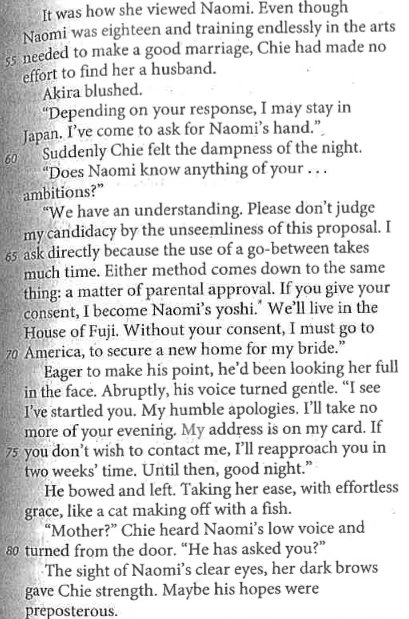 It was how she viewed Naomi. Even though
Naomi was eighteen and training endlessly in the arts
55 needed to make a good marriage, Chie had made no
effort to find her a husband.
Akira blushed.
“Depending on your response, I may stay in
Japan. I’ve come to ask for Naomi’s hand.”
60 Suddenly Chie felt the dampness of the night.
“Does Naomi know anything of your . . .
ambitions?”
“We have an understanding. Please don’t judge
my candidacy by the unseemliness of this proposal. I
65 ask directly because the use of a go-between takes
much time. Either method comes down to the same
thing: a matter of parental approval. If you give your
consent, I become Naomi’s yoshi.* We’ll live in the
House of Fuji. Without your consent, I must go to
70 America, to secure a new home for my bride.”
Eager to make his point, he’d been looking her full
in the face. Abruptly, his voice turned gentle. “I see
I’ve startled you. My humble apologies. I’ll take no
more of your evening. My address is on my card. If
75 you don’t wish to contact me, I’ll reapproach you in
two weeks’ time. Until then, good night.”
He bowed and left. Taking her ease, with effortless
grace, like a cat making off with a fish.
“Mother?” Chie heard Naomi’s low voice and
80 turned from the door. “He has asked you?”
The sight of Naomi’s clear eyes, her dark brows
gave Chie strength. Maybe his hopes were
preposterous.